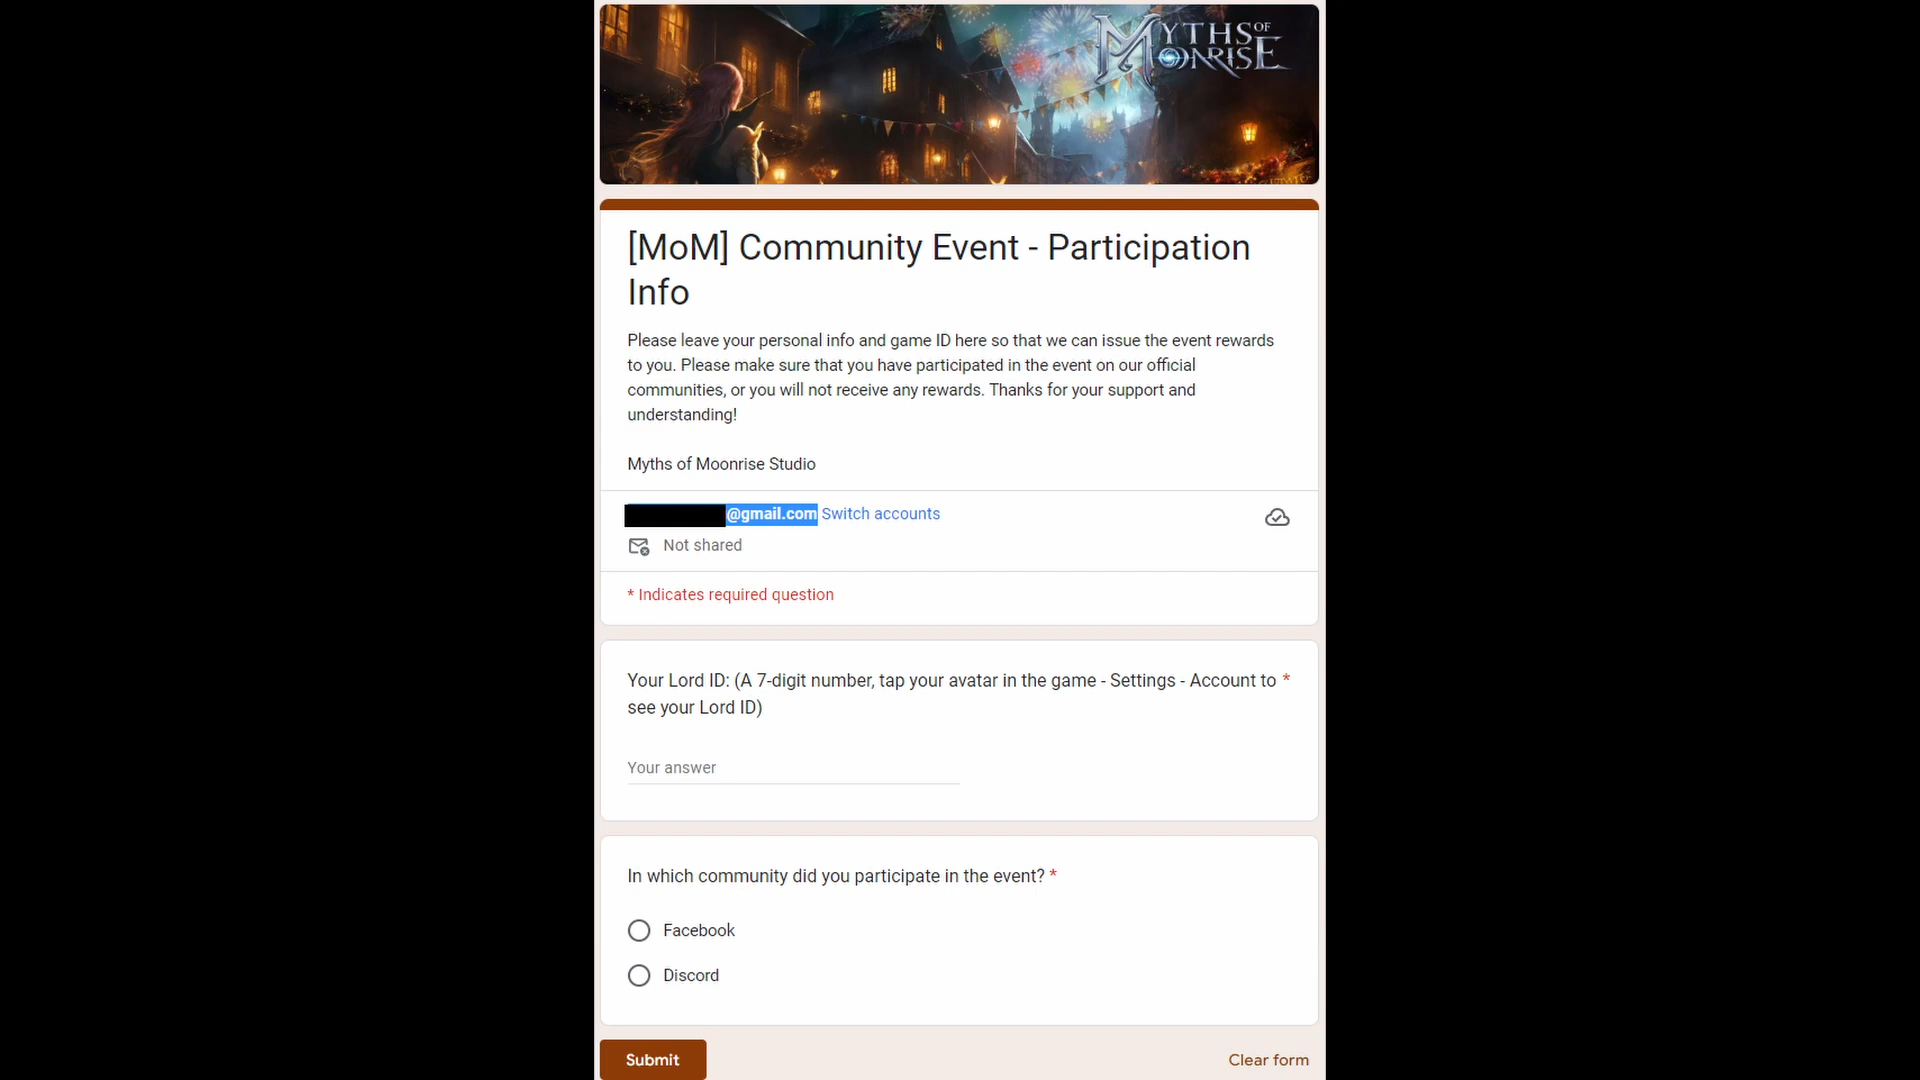 MYTHS OF
MOONRISE
[MoM] Community Event - Participation
Info
Please leave your personal info and game ID here so that we can issue the event rewards
to you. Please make sure that you have participated in the event on our official
communities, or you will not receive any rewards. Thanks for your support and
understanding!
Myths of Moonrise Studio
@gmail.com Switch accounts
Not shared
* Indicates required question
Your Lord ID: (A 7-digit number, tap your avatar in the game - Settings - Account to *
see your Lord ID)
Your answer
In which community did you participate in the event? *
Facebook
Discord
Submit Clear form